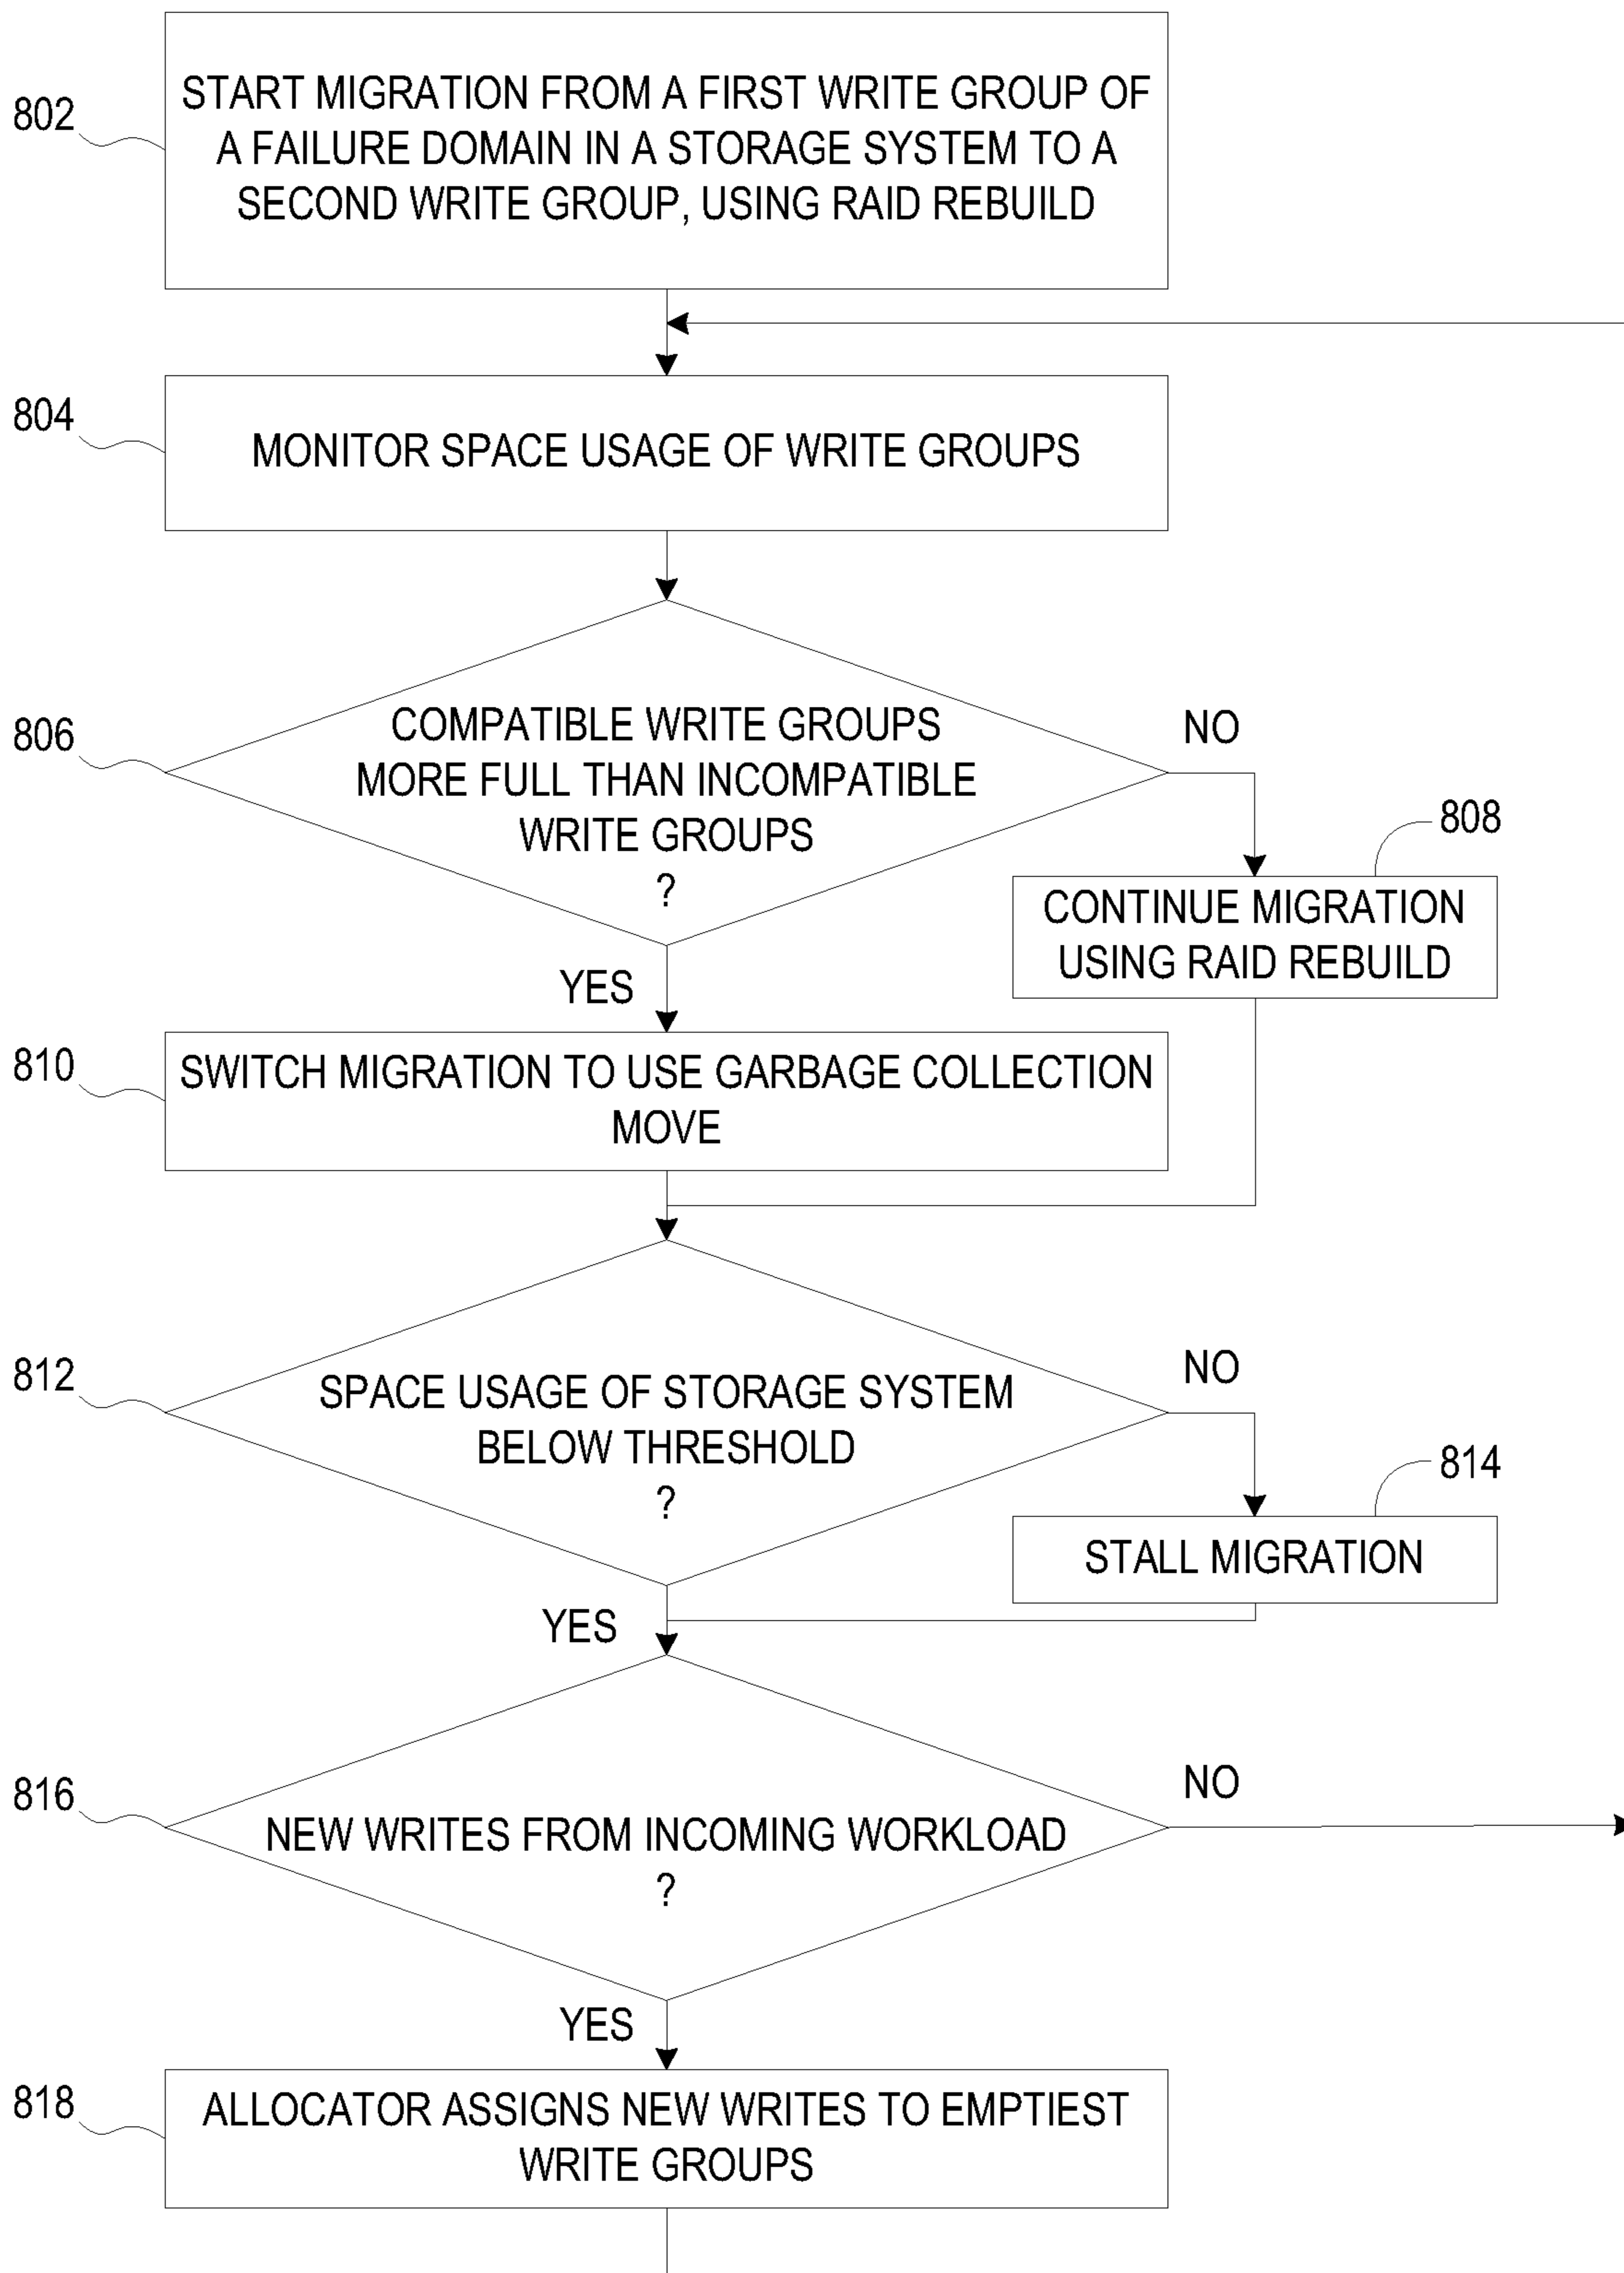 802
START MIGRATION FROM A FIRST WRITE GROUP OF
A FAILURE DOMAIN IN A STORAGE SYSTEM TO A
SECOND WRITE GROUP, USING RAID REBUILD
804
MONITOR SPACE USAGE OF WRITE GROUPS
806
COMPATIBLE WRITE GROUPS
MORE FULL THAN INCOMPATIBLE
WRITE GROUPS
?
NO
808
CONTINUE MIGRATION
USING RAID REBUILD
YES
810
SWITCH MIGRATION TO USE GARBAGE COLLECTION
MOVE
812
SPACE USAGE OF STORAGE SYSTEM
BELOW THRESHOLD
?
NO
814
STALL MIGRATION
YES
816
NEW WRITES FROM INCOMING WORKLOAD
?
NO
YES
818
ALLOCATOR ASSIGNS NEW WRITES TO EMPTIEST
WRITE GROUPS